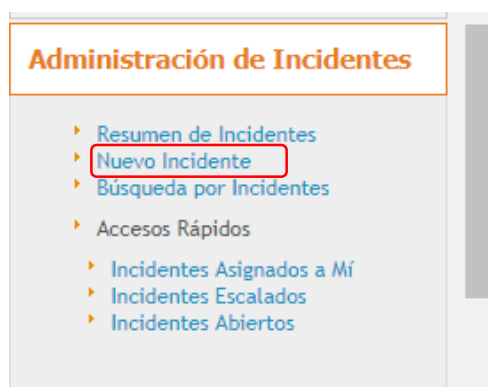 Administración de Incidentes
Resumen de Incidentes
Nuevo Incidente
Búsqueda por Incidentes
Accesos Rápidos
Incidentes Asignados a Mí
Incidentes Escalados
Incidentes Abiertos